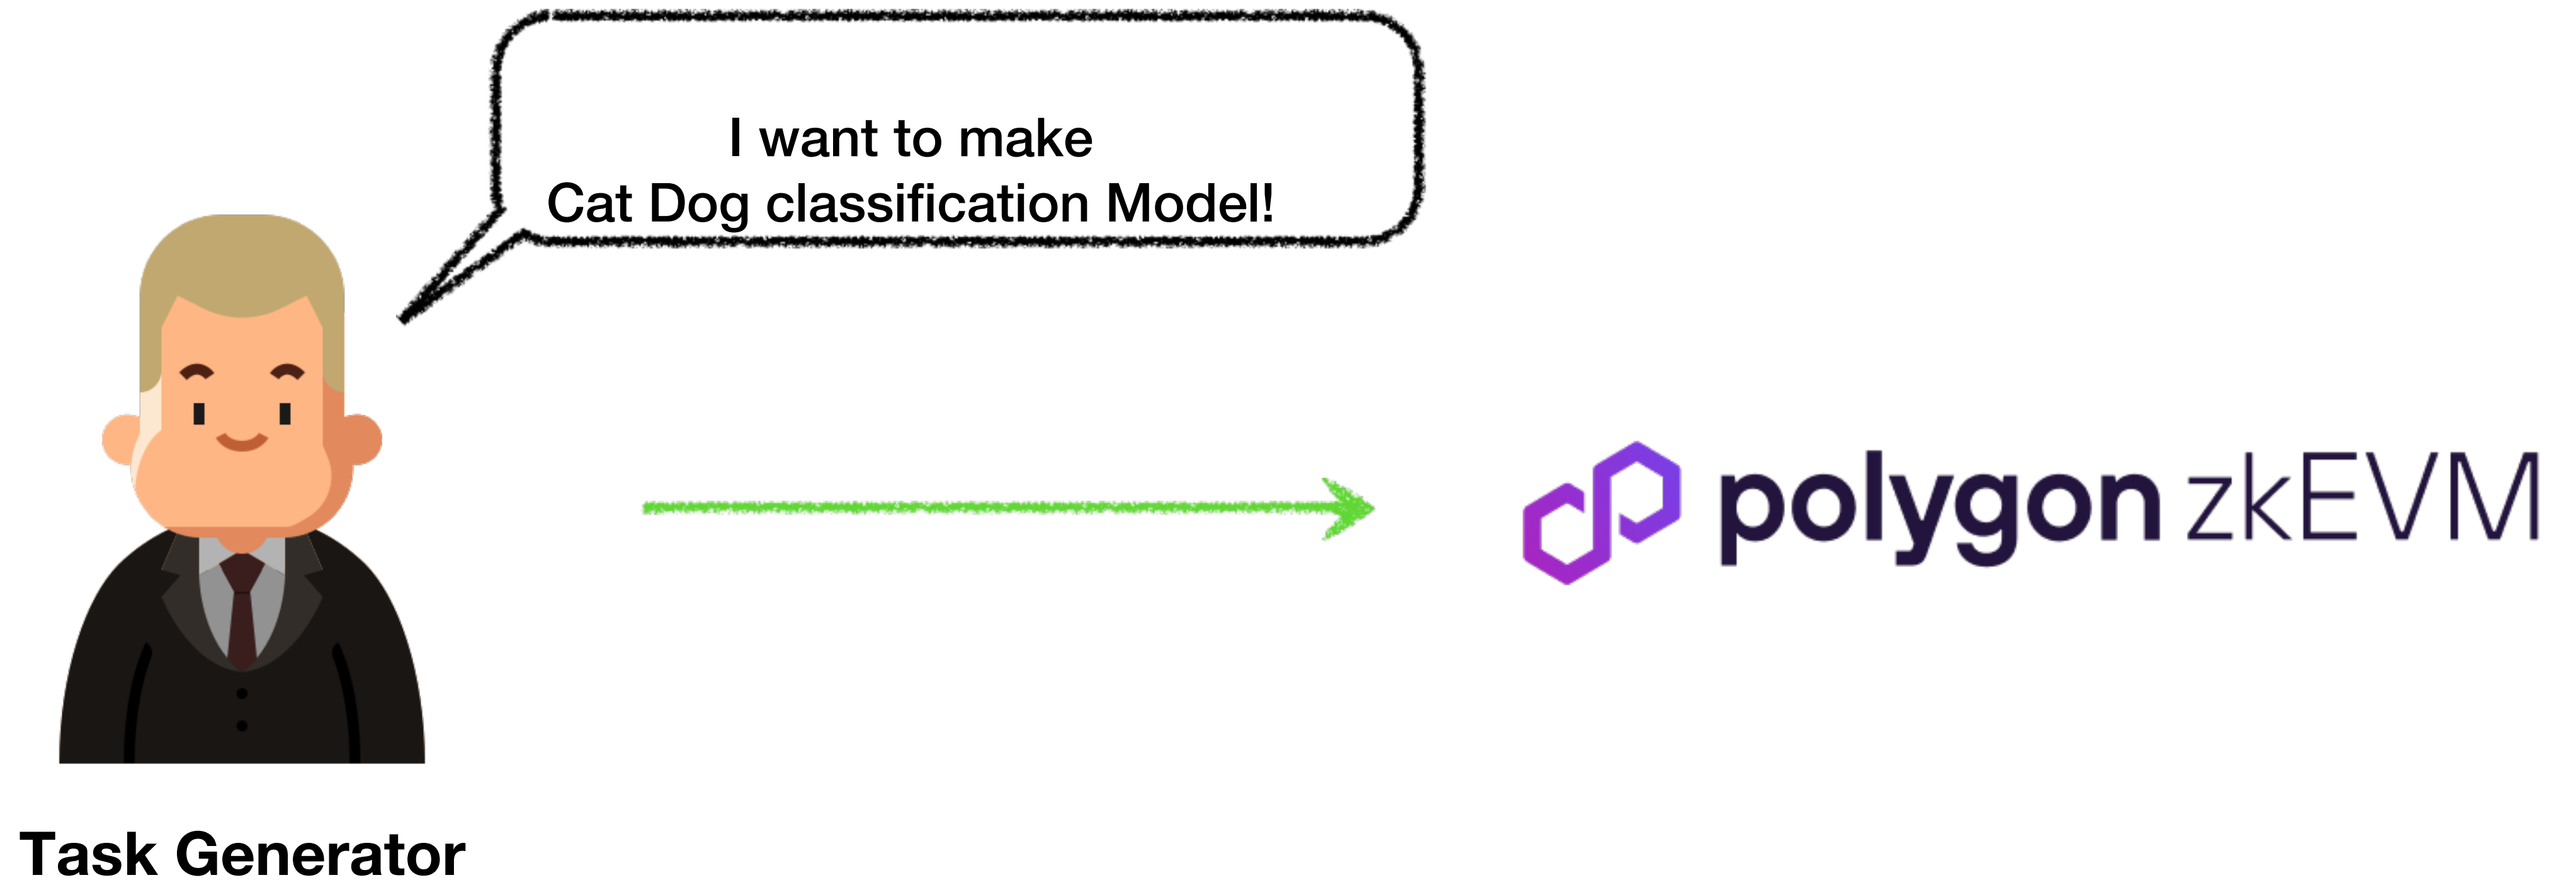 I want to make
Cat Dog classification Model!
polygon zkEVM
Task Generator